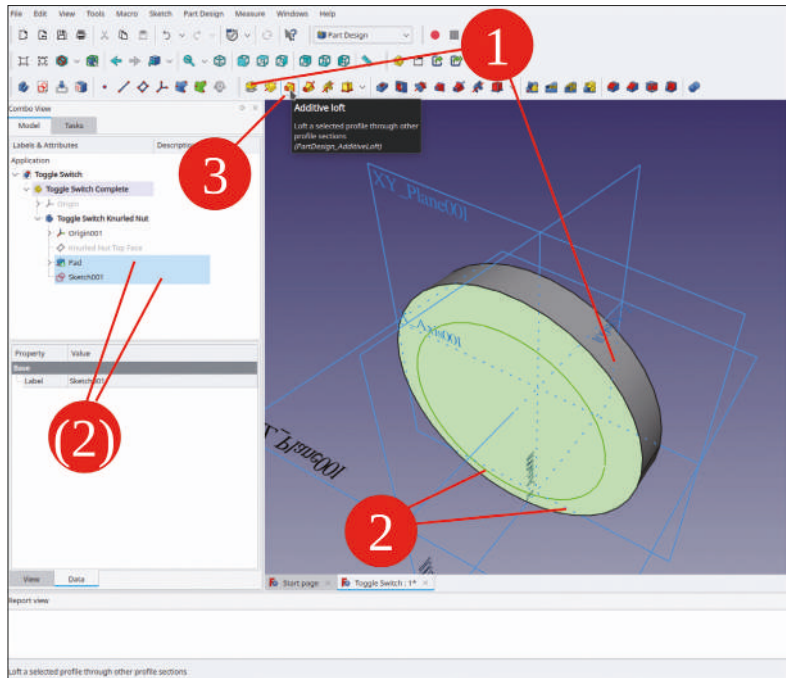 File Edit View Tools Macro Sketch Part Design Measure Windows Help
Part Design
1
Combo View
Additive loft
Loft a selected profile through other
profile sections
(PartDesign_AdditiveLoft)
Model Tasks
Labels & Attributes Description
Application
3
Toggle Switch
Toggle Switch Complete
Origin
Toggle Switch Knurled Nut
Origin001
Knurled Nut Top Face
Pad
Sketch001
XY_Plane001
Property Value
Base
Label Sketch001
(2)
2
View Data
Start page Toggle Switch : 1*
Report view
Loft a selected profile through other profile sections